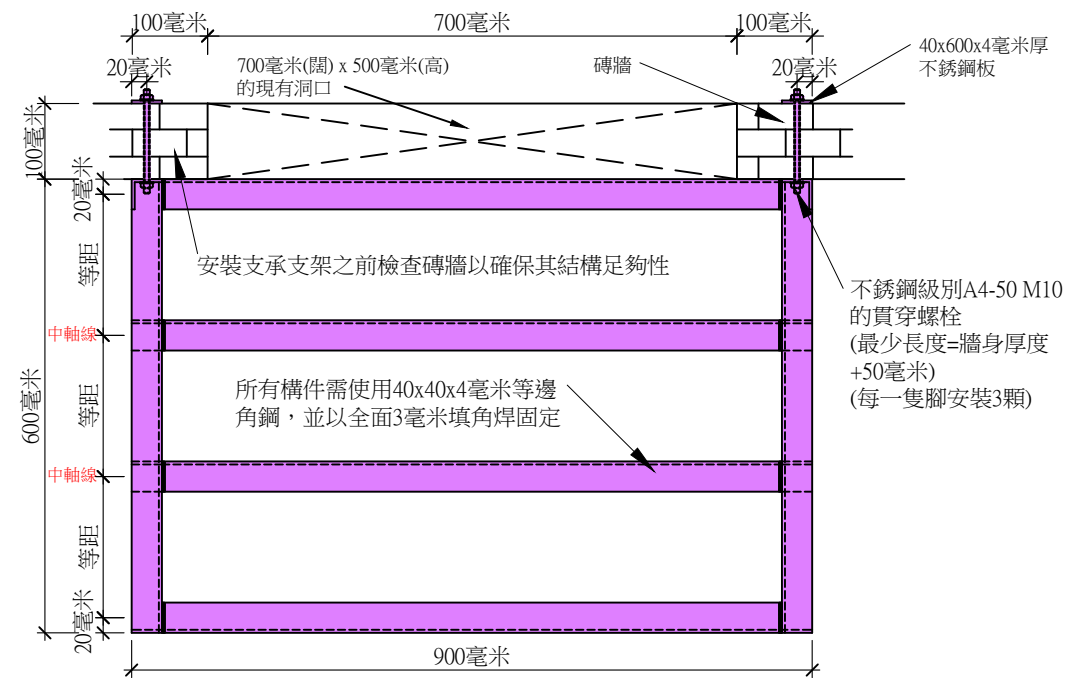 100毫米
700毫米
100毫米
20毫米
700毫米(闊) x 500毫米(高)
的現有洞口
磚牆
20毫米
40x600x4毫米厚
不銹鋼板
100毫米
20毫米
安裝支承支架之前檢查磚牆以確保其結構足夠性
等距
不銹鋼級別A4-50 M10
的貫穿螺栓
(最少長度=牆身厚度
+50毫米)
(每一隻腳安裝3顆)
中軸線
所有構件需使用40x40x4毫米等邊
角鋼，並以全面3毫米填角焊固定
等距
600毫米
中軸線
等距
20毫米
900毫米